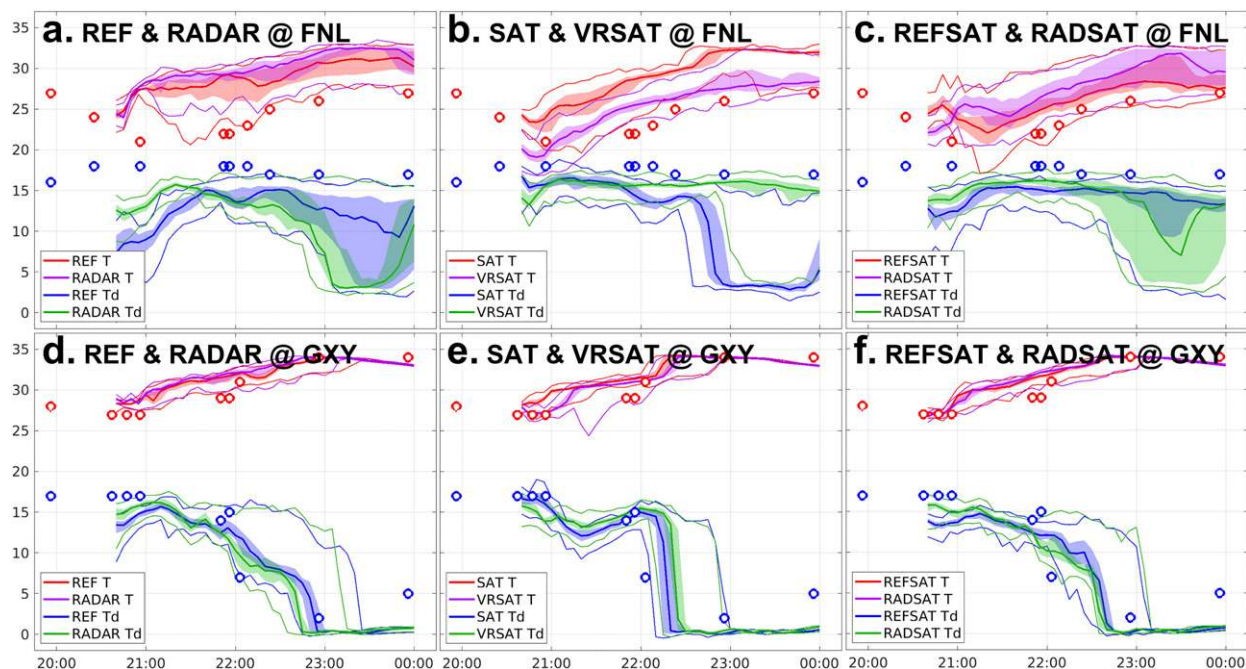 a. REF & RADAR @ FNL
b. SAT & VRSAT @ FNL
c. REFSAT & RADSAT @ FNL
35
30
25
20
15
10
5
0
REF T
RADAR T
REF Td
RADAR Td
SAT T
VRSAT T
SAT Td
VRSAT Td
REFSAT T
RADSAT T
REFSAT Td
RADSAT Td
d. REF & RADAR @ GXY
e. SAT & VRSAT @ GXY
f. REFSAT & RADSAT @ GXY
35
30
25
20
15
10
5
0
REF T
RADAR T
REF Td
RADAR Td
SAT T
VRSAT T
SAT Td
VRSAT Td
REFSAT T
RADSAT T
REFSAT Td
RADSAT Td
20:00 21:00 22:00 23:00 00:00
20:00 21:00 22:00 23:00 00:00
20:00 21:00 22:00 23:00 00:00